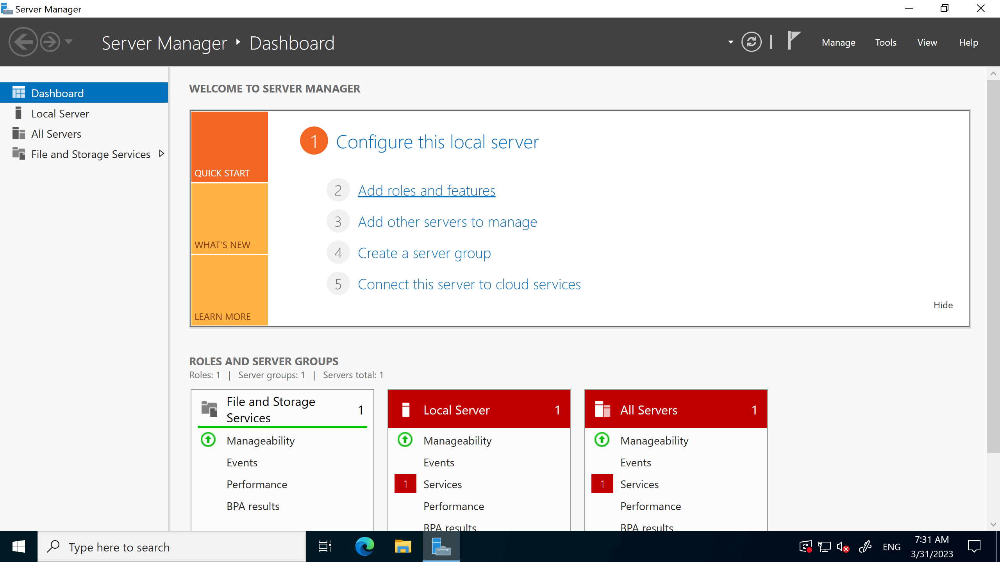 Server Manager
Server Manager ‣ Dashboard
Manage
Tools
View
Help
Dashboard
Local Server
All Servers
File and Storage Services
WELCOME TO SERVER MANAGER
QUICK START
WHAT'S NEW
LEARN MORE
1 Configure this local server
2 Add roles and features
3 Add other servers to manage
4 Create a server group
5 Connect this server to cloud services
Hide
ROLES AND SERVER GROUPS
Roles: 1 | Server groups: 1 | Servers total: 1
File and Storage
Services
1
Manageability
Events
Performance
BPA results
Local Server 1
Manageability
Events
1 Services
Performance
BPA results
All Servers 1
Manageability
Events
1 Services
Performance
BPA results
Type here to search
ENG
7:31 AM
3/31/2023